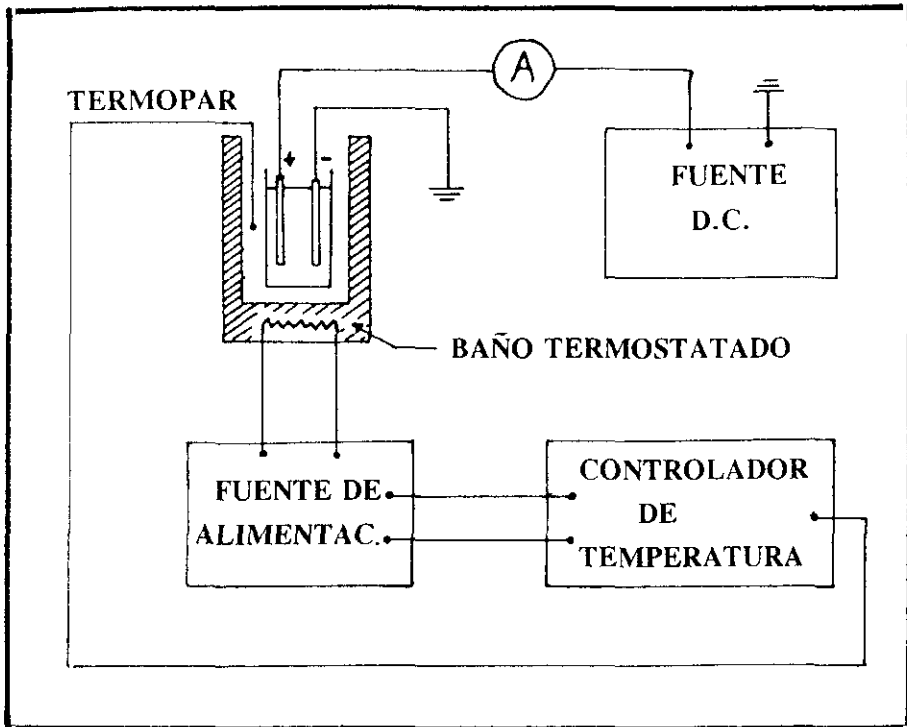 A
TERMOPAR
+ -
FUENTE
D.C.
BAÑO TERMOSTATADO
FUENTE DE
ALIMENTAC.
CONTROLADOR
DE
TEMPERATURA